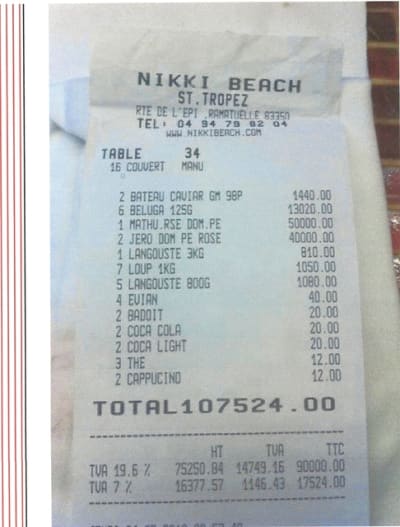 NIKKI BEACH
ST.TROPEZ
RTE DE L'EPI .RAMATUELLE 83350
TEL: 04 94 79 82 04
WWW.NIKKIBEACH.COM
TABLE 34
16 COUVERT MANU
2 BATEAU CAVIAR GM 98P 1440.00
6 BELUGA 125G 13020.00
1 MATHU.RSE DOM.PE 50000.00
2 JERO DOM PE ROSE 40000.00
1 LANGOUSTE 3KG 810.00
7 LOUP 1KG 1050.00
5 LANGOUSTE 800G 1080.00
4 EVIAN 40.00
2 BADOIT 20.00
2 COCA COLA 20.00
2 COCA LIGHT 20.00
3 THE 12.00
2 CAPPUCINO 12.00
TOTAL107524.00
HT TVA TTC
TVA 19.6 % 75250.84 14749.16 90000.00
TVA 7 % 16377.57 1146.43 17524.00